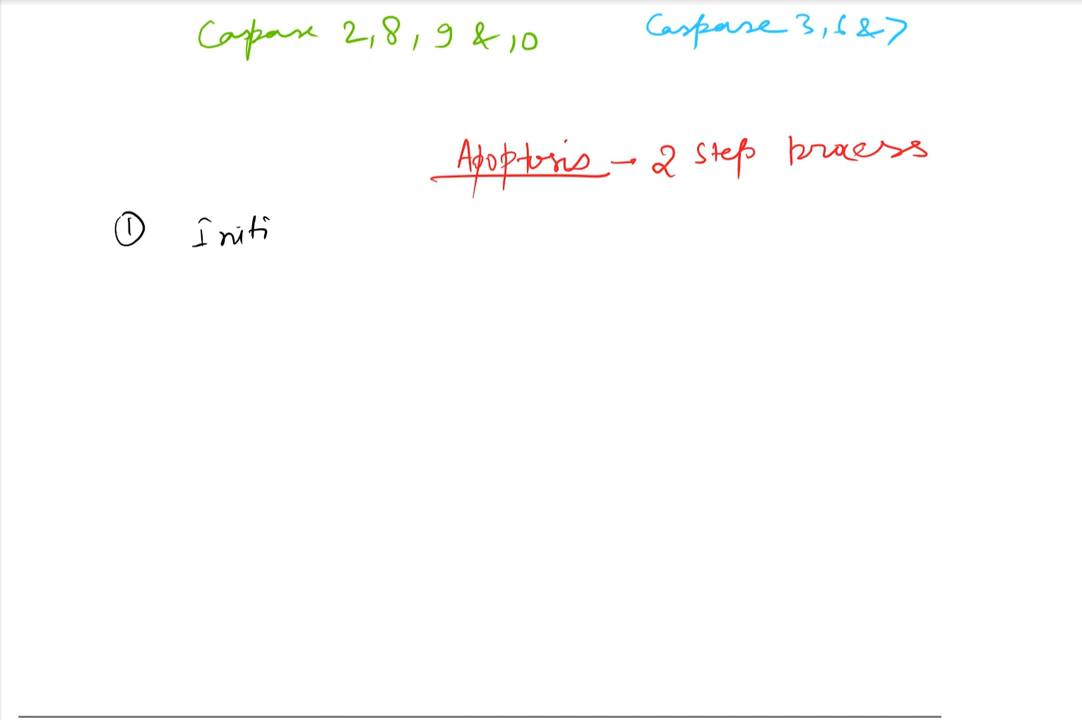 Caspase 2,8,9 & 10 Caspase 3,6 & 7
Apoptosis - 2 step process
① Initi